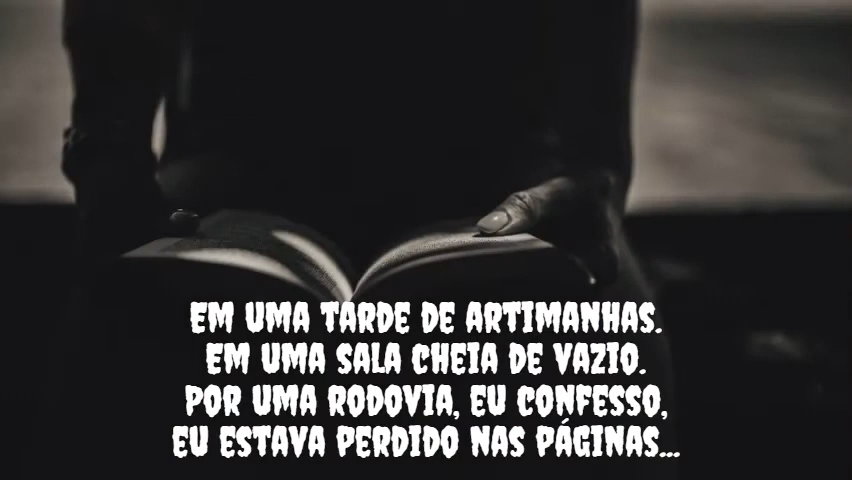 EM UMA TARDE DE ARTIMANHAS.
EM UMA SALA CHEIA DE VAZIO.
POR UMA RODOVIA, EU CONFESSO,
EU ESTAVA PERDIDO NAS PÁGINAS...